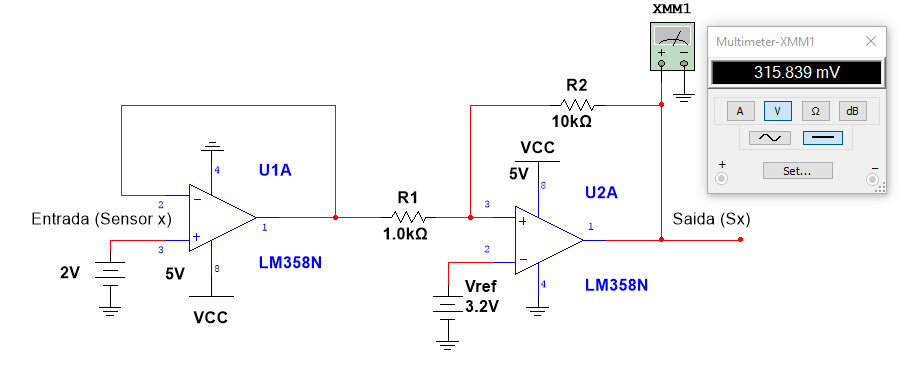 XMM1
Multimeter-XMM1
315.839 mV
A
V
Ω
dB
Set...
+
−
+
−
R2
10kΩ
VCC
5V
8
U2A
4
U1A
R1
1.0kΩ
3
+
2
−
1
Saida (Sx)
Entrada (Sensor x)
2
−
+
3
1
LM358N
LM358N
4
2V
5V
8
VCC
Vref
3.2V